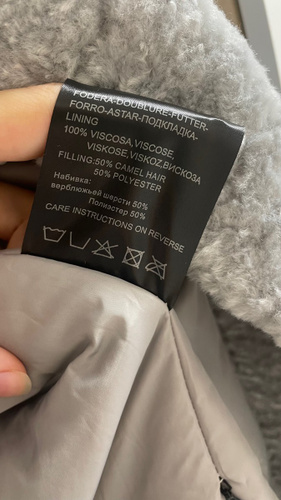 FODERA-DOUBLURE-FUTTER-
FORRO-ASTAR-ПОДКЛАДКА-
LINING
100% VISCOSA,VISCOSE,
VISKOSE,VISKOZ,ВИСКОЗА
FILLING:50% CAMEL HAIR
50% POLYESTER
Набивка:
верблюжьей шерсти 50%
Полиэстер 50%
CARE INSTRUCTIONS ON REVERSE